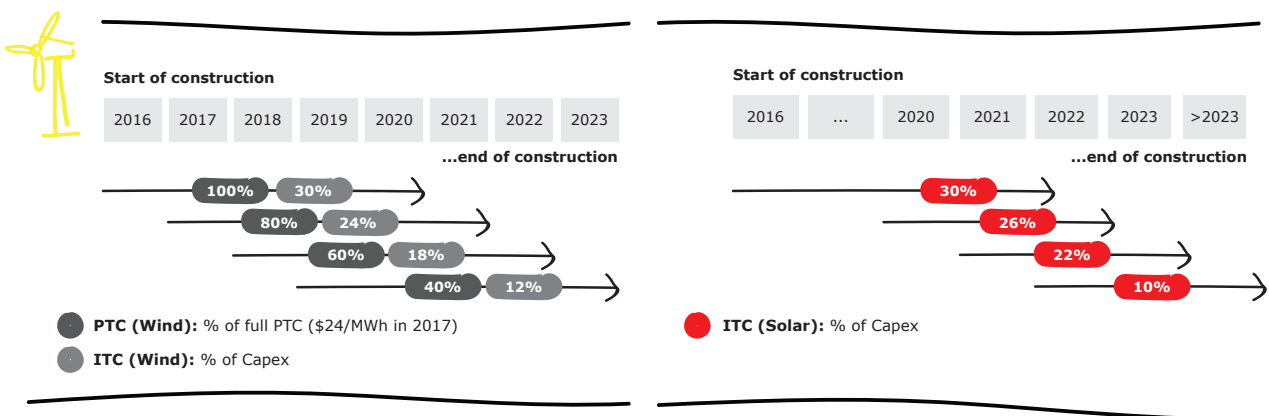 Start of construction
2016 2017 2018 2019 2020 2021 2022 2023
...end of construction
100% 30%
80% 24%
60% 18%
40% 12%
PTC (Wind): % of full PTC ($24/MWh in 2017)
ITC (Wind): % of Capex
Start of construction
2016 ... 2020 2021 2022 2023 >2023
...end of construction
30%
26%
22%
10%
ITC (Solar): % of Capex